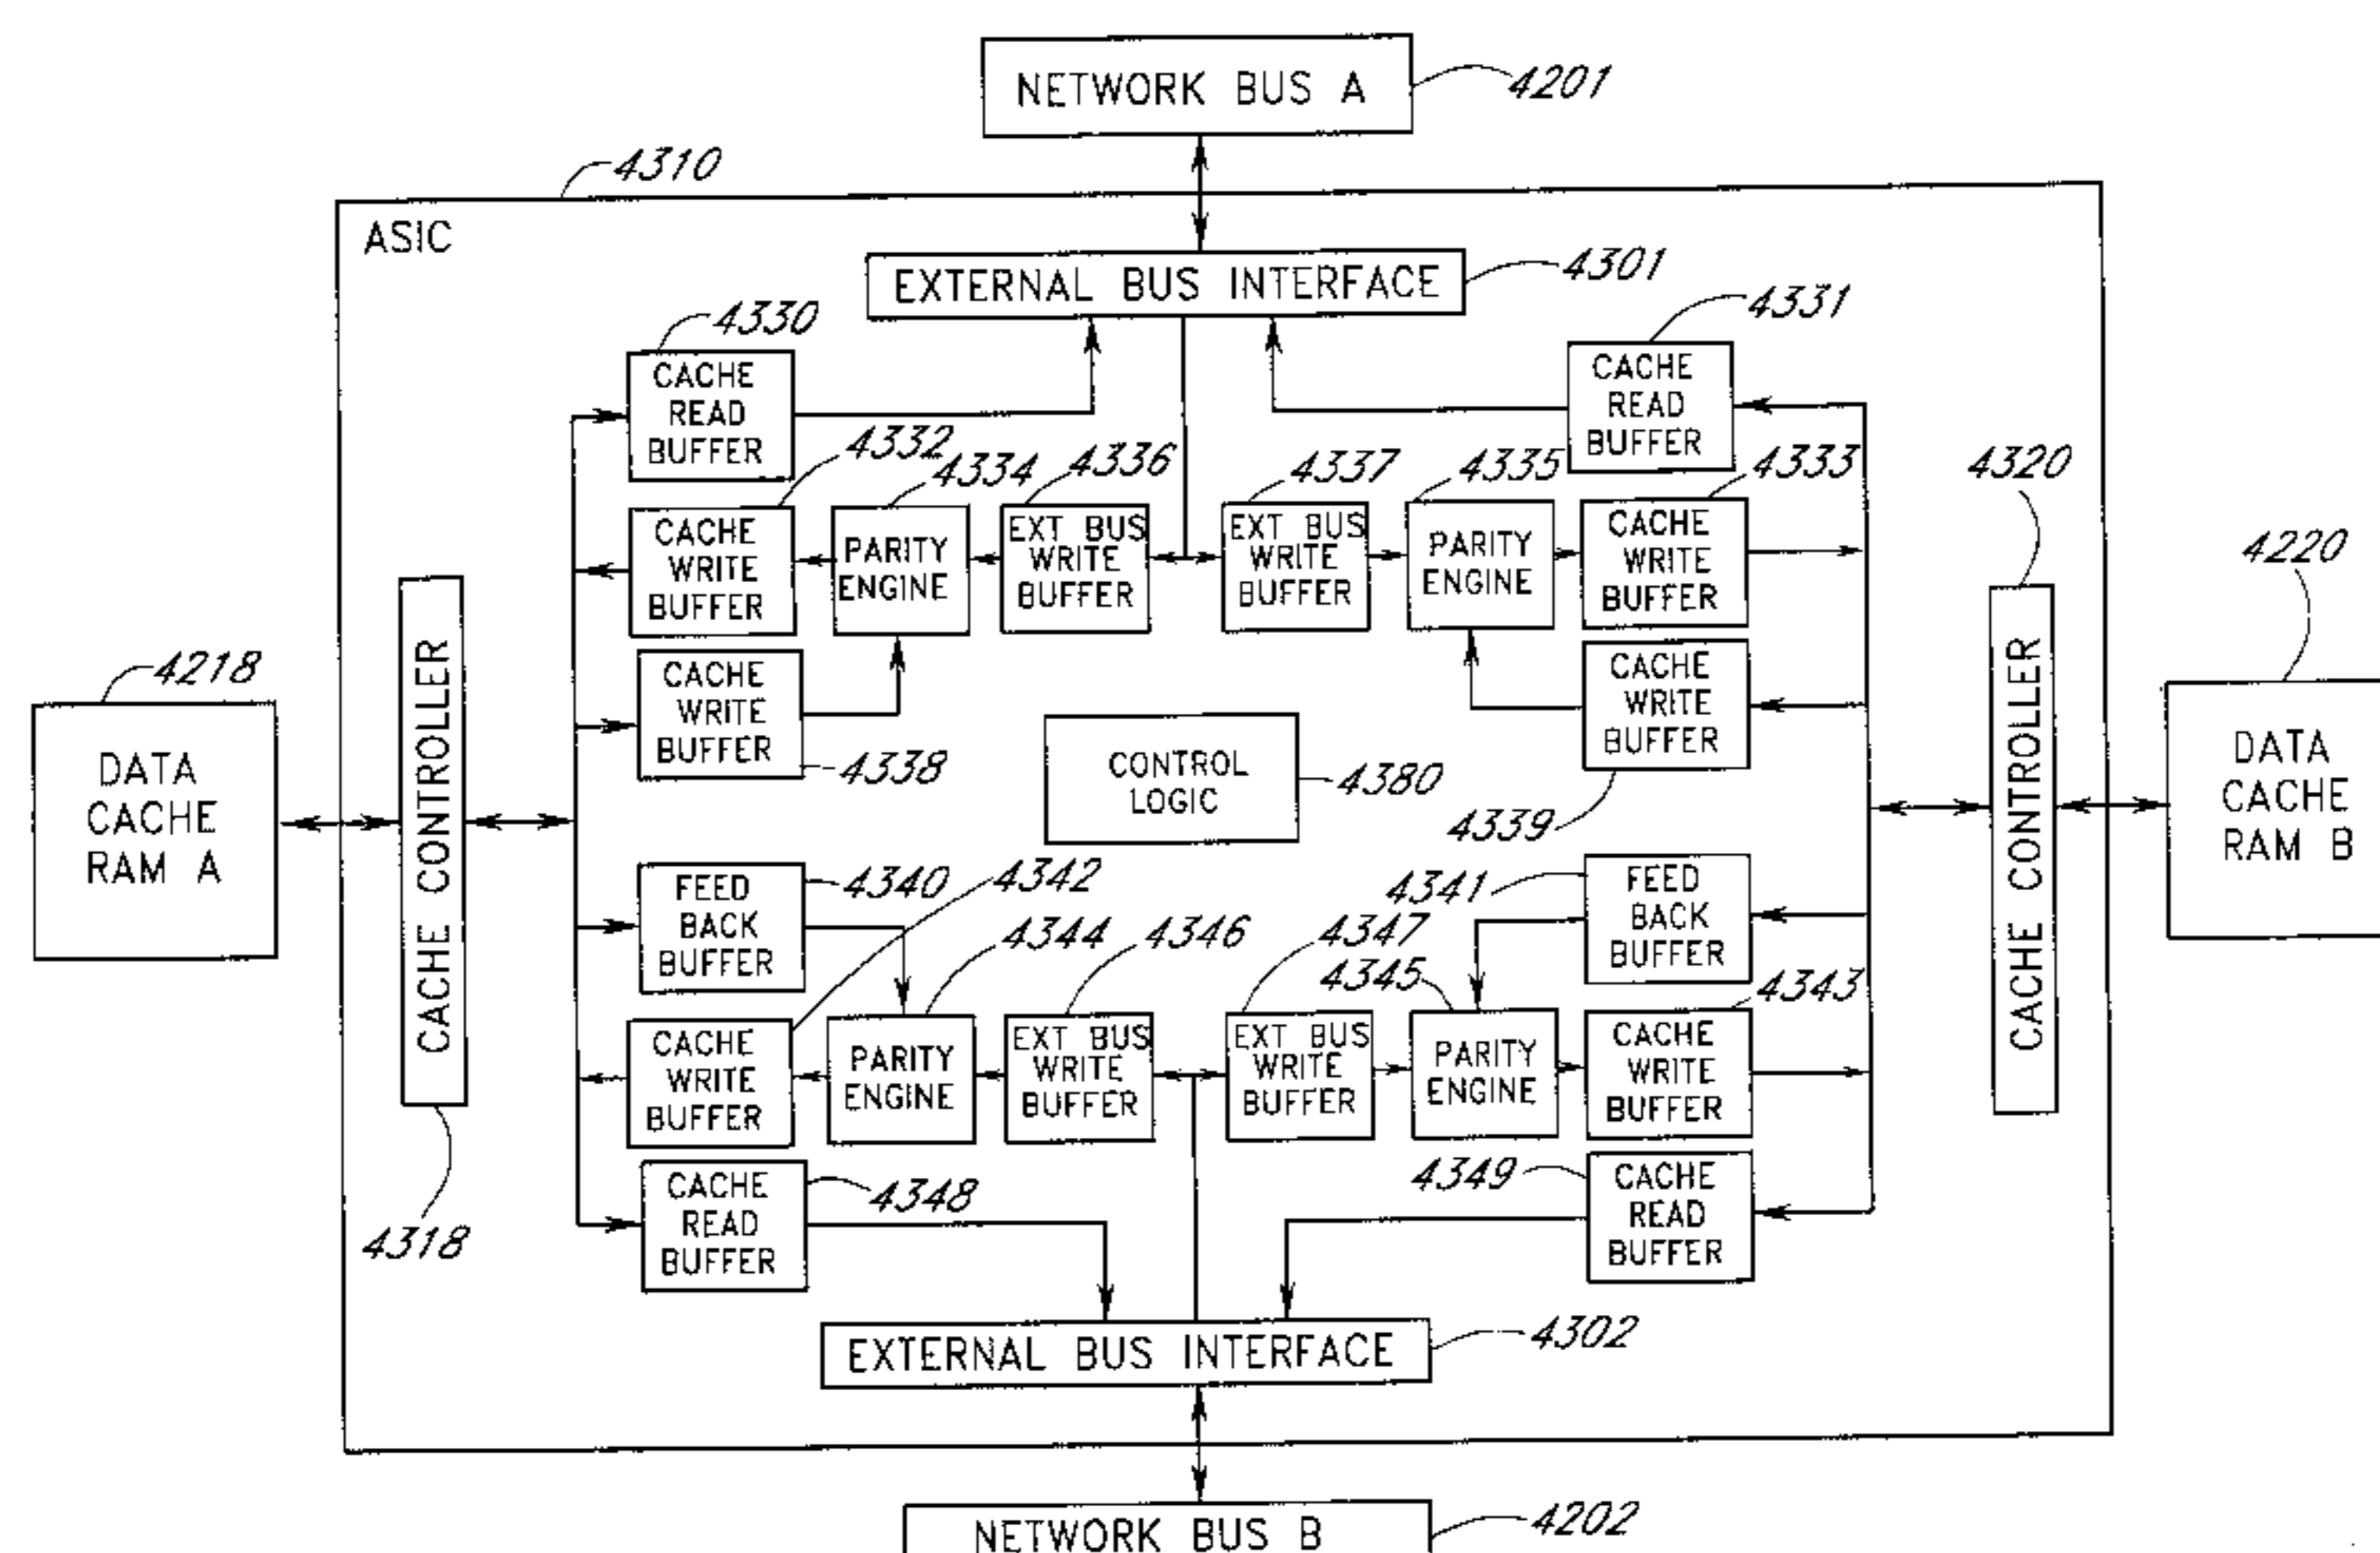 NETWORK BUS A
4201
4310
ASIC
EXTERNAL BUS INTERFACE
4301
4330
CACHE
READ
BUFFER
4331
CACHE
READ
BUFFER
4332
CACHE
WRITE
BUFFER
4334
PARITY
ENGINE
4336
EXT BUS
WRITE
BUFFER
4337
EXT BUS
WRITE
BUFFER
4335
PARITY
ENGINE
4333
CACHE
WRITE
BUFFER
4320
CACHE CONTROLLER
4220
DATA
CACHE
RAM B
4218
DATA
CACHE
RAM A
CACHE CONTROLLER
4318
CACHE
WRITE
BUFFER
4338
CONTROL
LOGIC
4380
CACHE
WRITE
BUFFER
4339
FEED
BACK
BUFFER
4340
4342
4341
FEED
BACK
BUFFER
CACHE
WRITE
BUFFER
4344
PARITY
ENGINE
4346
EXT BUS
WRITE
BUFFER
4347
EXT BUS
WRITE
BUFFER
4345
PARITY
ENGINE
4343
CACHE
WRITE
BUFFER
CACHE
READ
BUFFER
4348
4349
CACHE
READ
BUFFER
EXTERNAL BUS INTERFACE
4302
NETWORK BUS B
4202